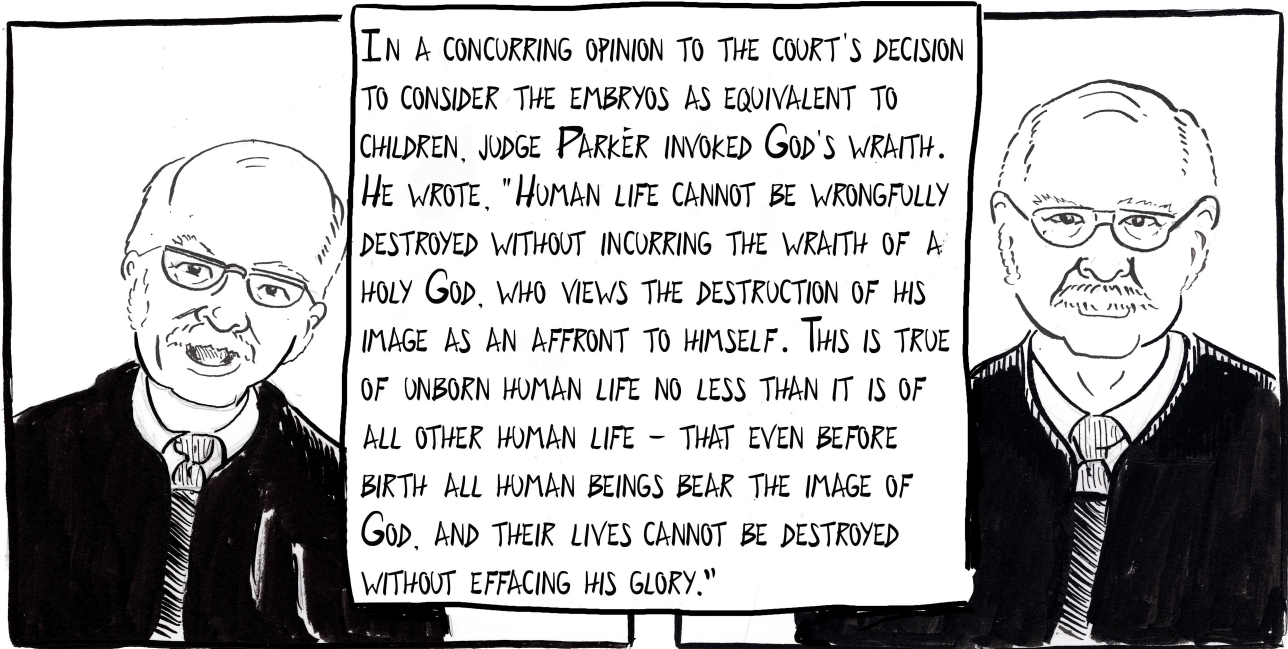 In a concurring opinion to the court's decision
to consider the embryos as equivalent to
children, judge Parker invoked God's wraith.
He wrote, "Human life cannot be wrongfully
destroyed without incurring the wraith of a
holy God, who views the destruction of his
image as an affront to himself. This is true
of unborn human life no less than it is of
all other human life – that even before
birth all human beings bear the image of
God, and their lives cannot be destroyed
without effacing his glory."